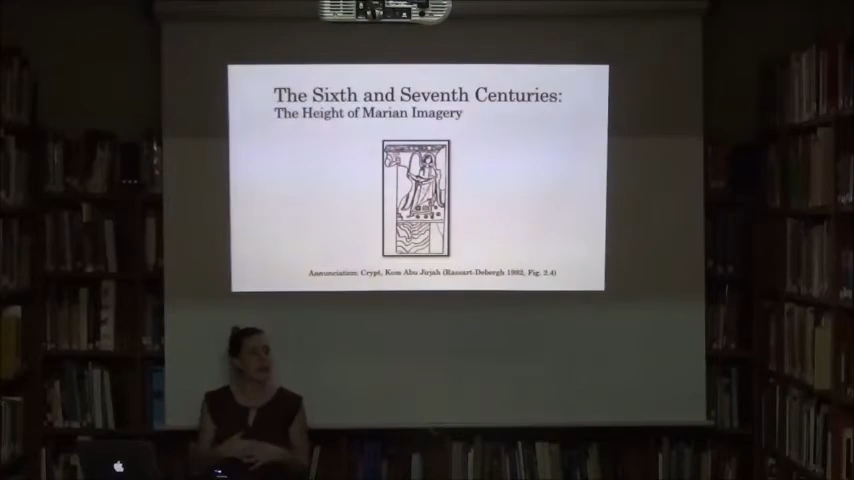 The Sixth and Seventh Centuries:
The Height of Marian Imagery
Annunciation: Crypt, Kom Abu Jirjah (Rassart-Debergh 1982, Fig. 2.4)